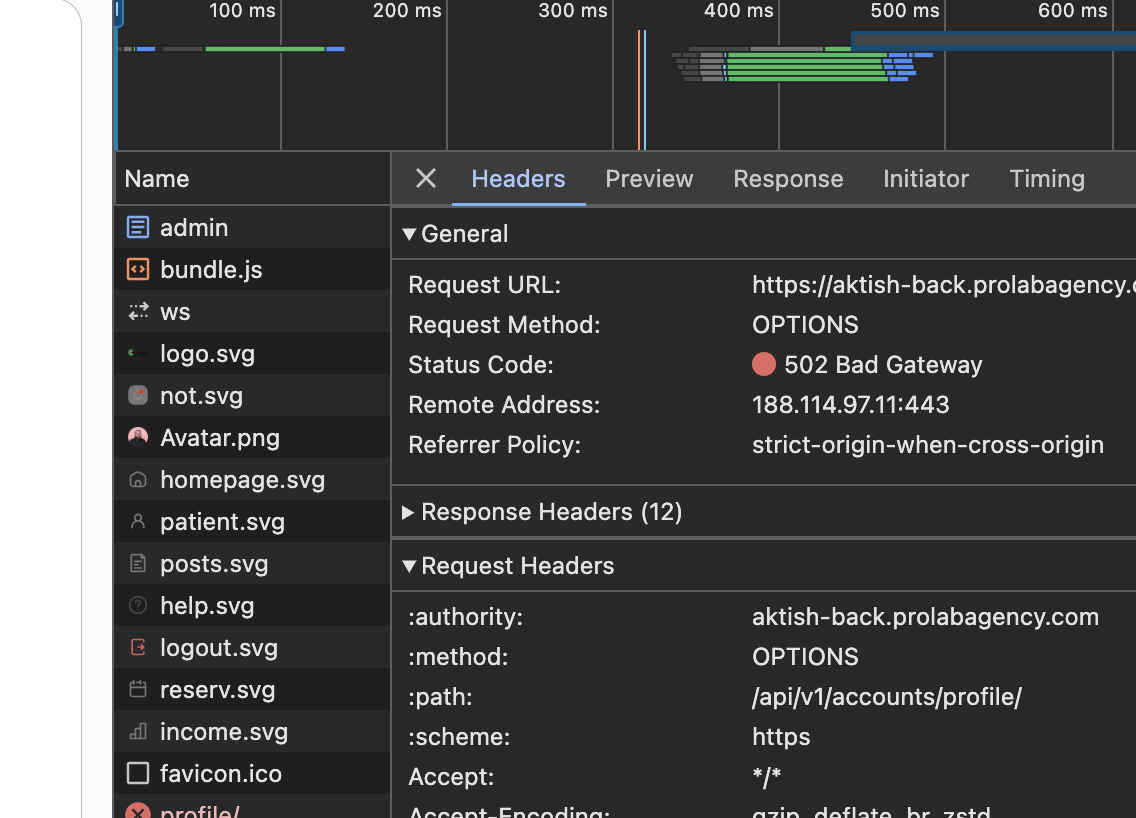 100 ms 200 ms 300 ms 400 ms 500 ms 600 ms
Name
Headers Preview Response Initiator Timing
admin
bundle.js
ws
logo.svg
not.svg
Avatar.png
homepage.svg
patient.svg
posts.svg
help.svg
logout.svg
reserv.svg
income.svg
favicon.ico
profile/
General
Request URL: https://aktish-back.prolabagency.c
Request Method: OPTIONS
Status Code: 502 Bad Gateway
Remote Address: 188.114.97.11:443
Referrer Policy: strict-origin-when-cross-origin
Response Headers (12)
Request Headers
:authority: aktish-back.prolabagency.com
:method: OPTIONS
:path: /api/v1/accounts/profile/
:scheme: https
Accept: */*
Accept-Encoding: gzip, deflate, br, zstd